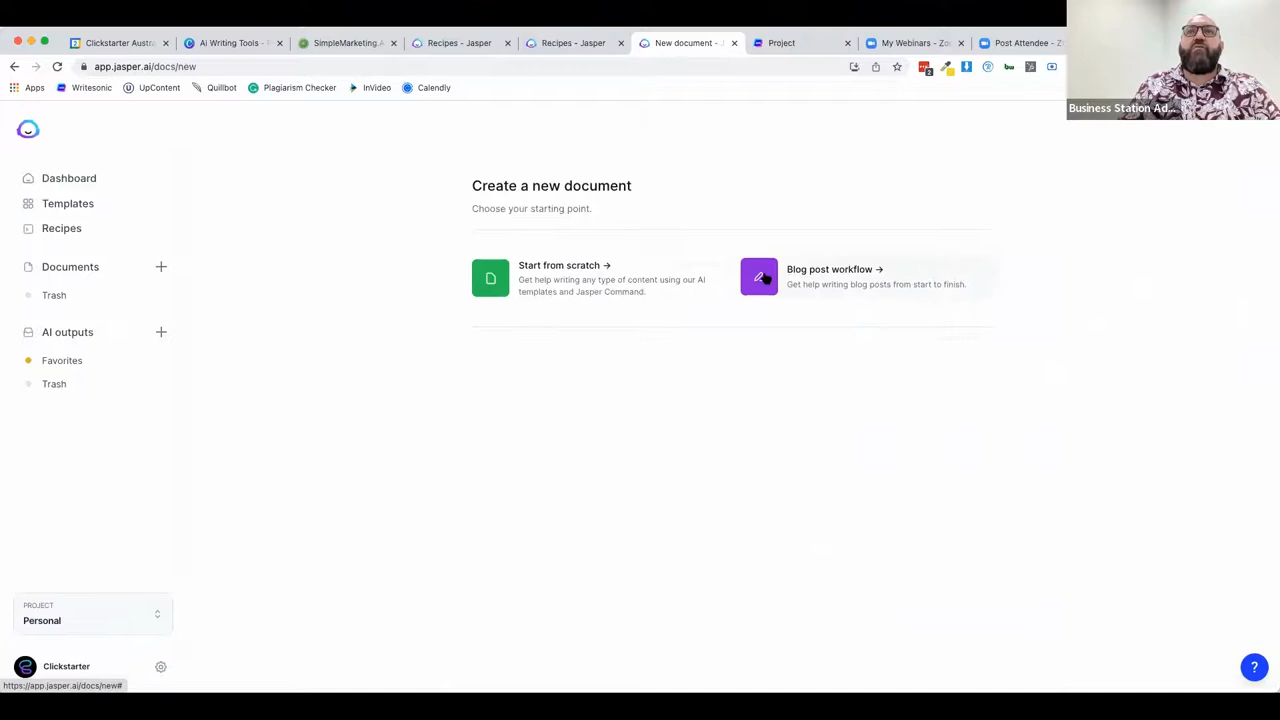 Clickstarter Austra
Ai Writing Tools -
SimpleMarketing.A
Recipes - Jasper
Recipes - Jasper
New document - J
Project
My Webinars - Zo
Post Attendee - Z
app.jasper.ai/docs/new
Apps
Writesonic
UpContent
Quillbot
Plagiarism Checker
InVideo
Calendly
Business Station Ad...
Dashboard
Templates
Recipes
Documents
Trash
AI outputs
Favorites
Trash
Create a new document
Choose your starting point.
Start from scratch →
Get help writing any type of content using our AI
templates and Jasper Command.
Blog post workflow →
Get help writing blog posts from start to finish.
PROJECT
Personal
Clickstarter
https://app.jasper.ai/docs/new#
?